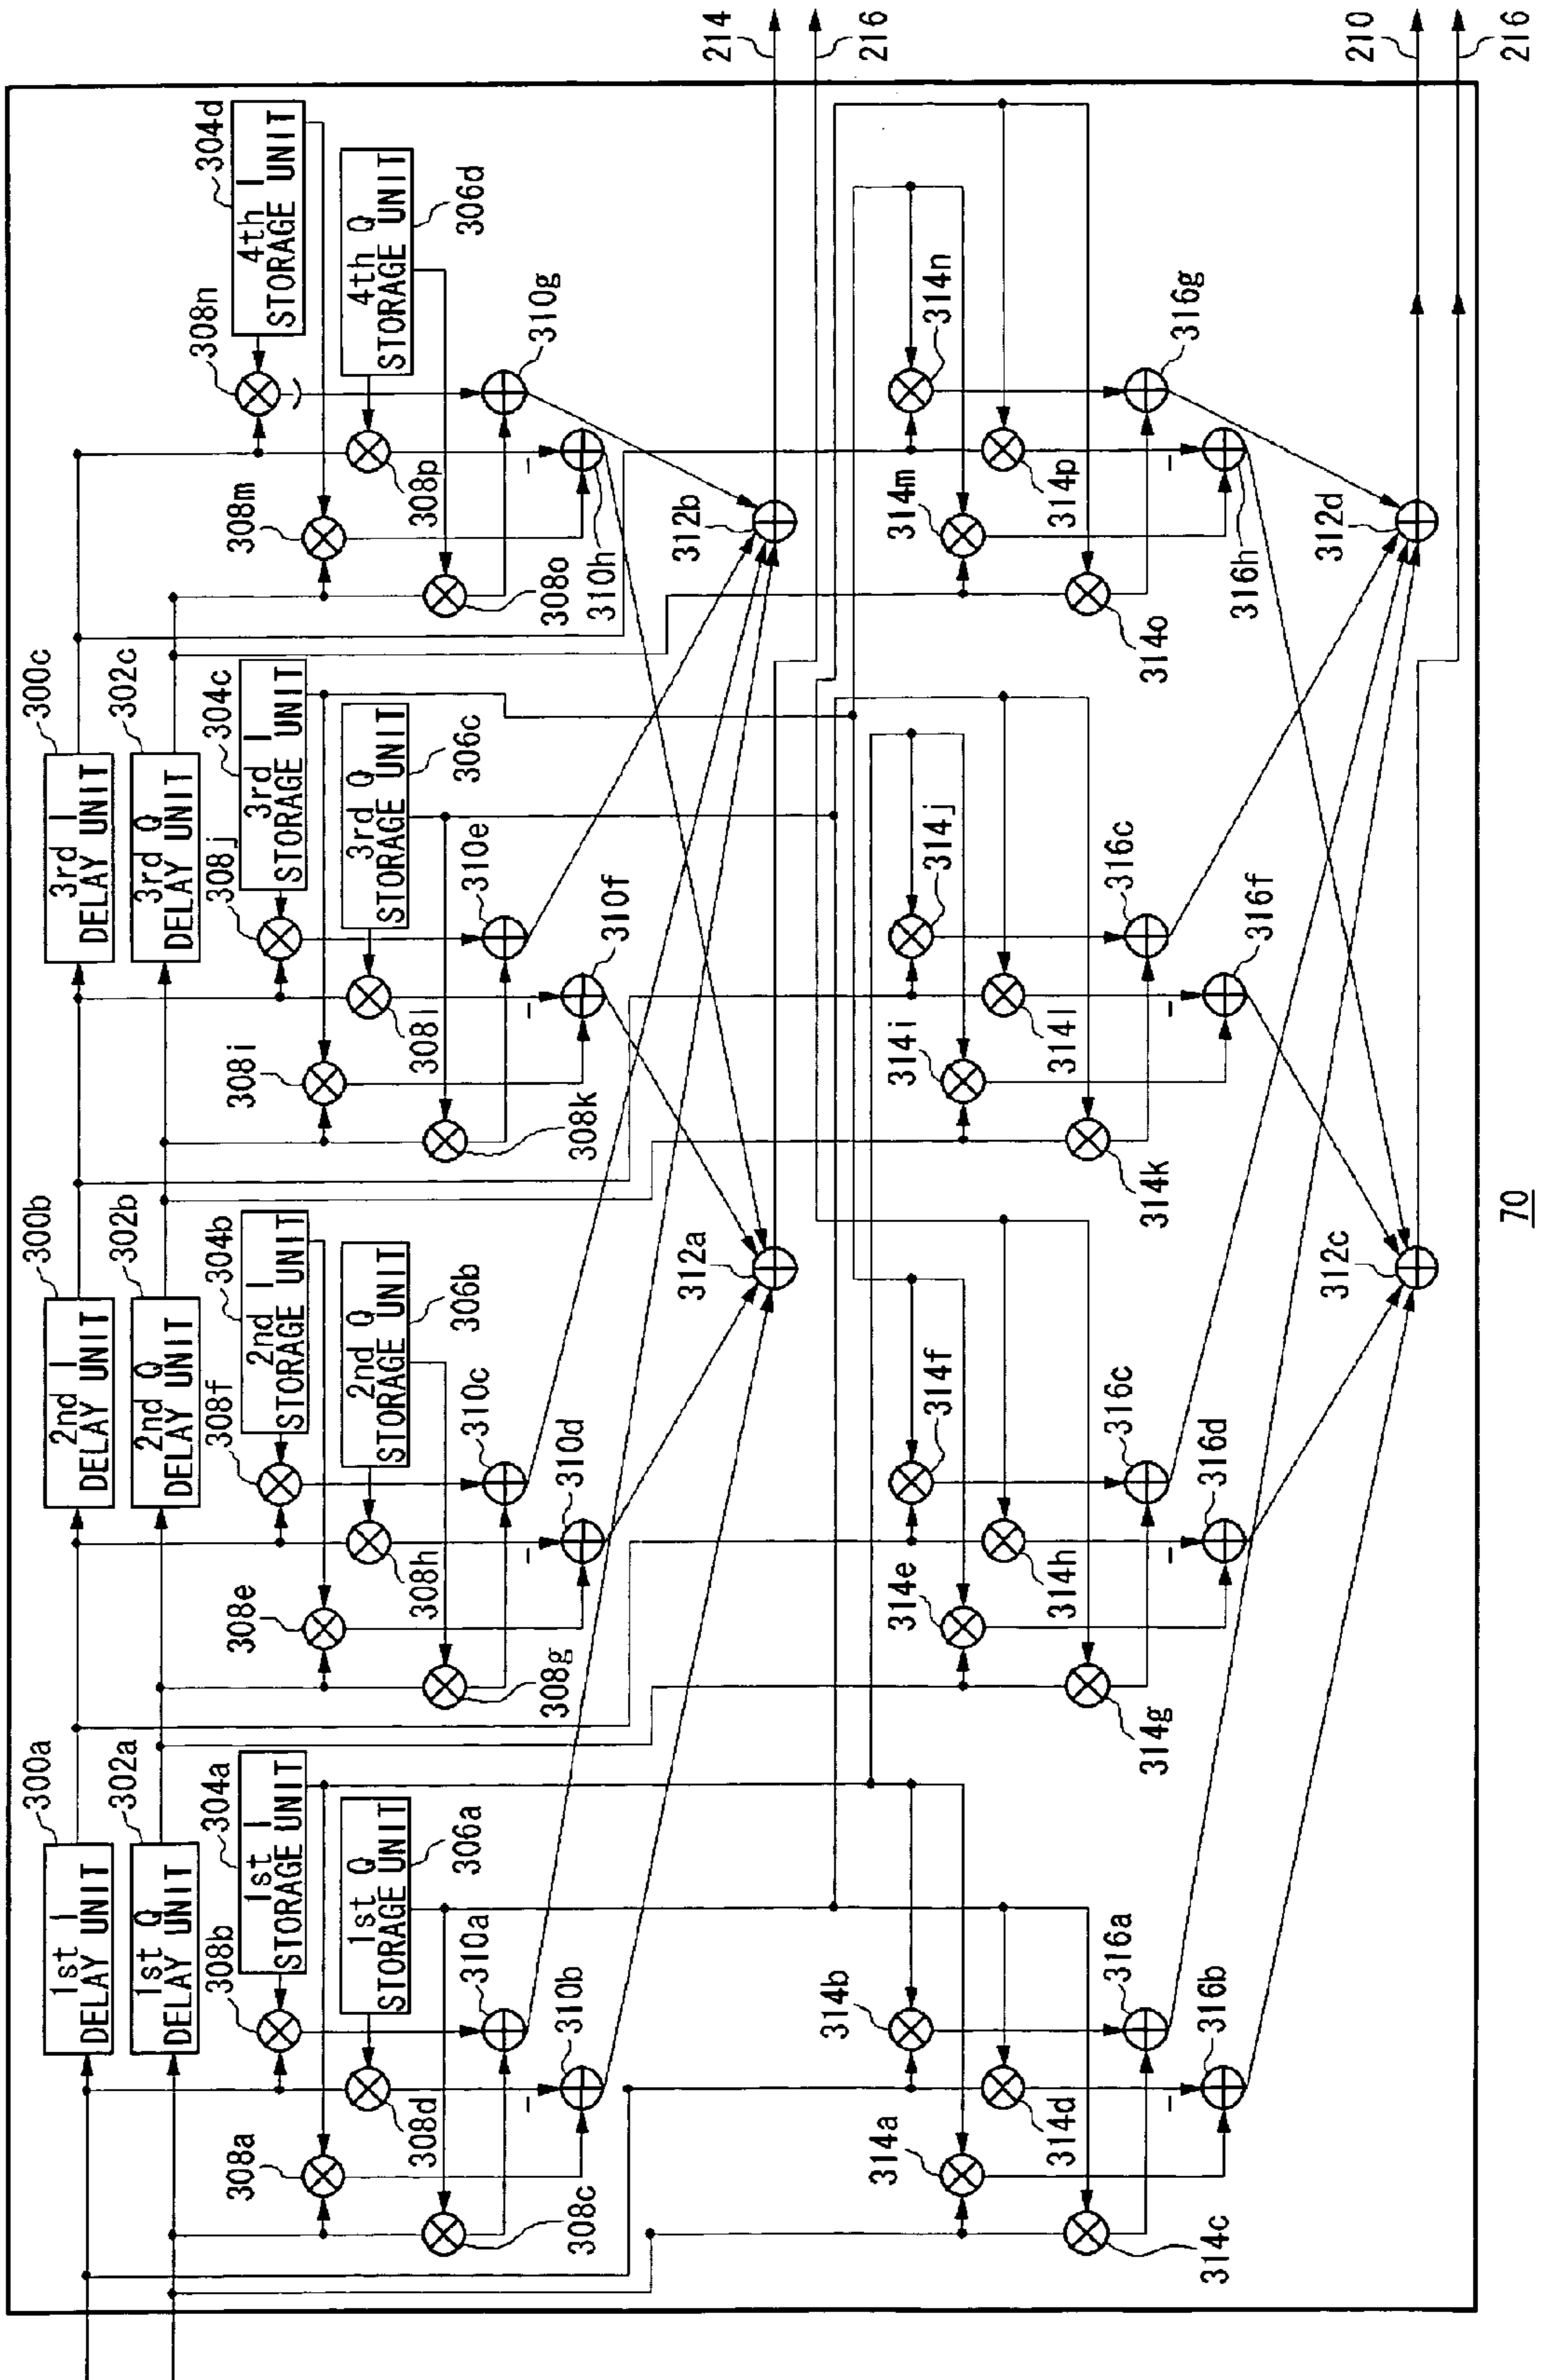 300a
1st I
DELAY UNIT
300b
2nd I
DELAY UNIT
300c
3rd I
DELAY UNIT
302a
1st Q
DELAY UNIT
302b
2nd Q
DELAY UNIT
302c
3rd Q
DELAY UNIT
308b
304a
1st I
STORAGE UNIT
308f
304b
2nd I
STORAGE UNIT
308j
304c
3rd I
STORAGE UNIT
308n
304d
4th I
STORAGE UNIT
308a
308e
308i
308m
1st Q
STORAGE UNIT
306a
2nd Q
STORAGE UNIT
306b
3rd Q
STORAGE UNIT
306c
4th Q
STORAGE UNIT
306d
308d
308h
308l
308p
310a
310c
310e
310g
308c
310b
308g
310d
308k
310f
308o
310h
-
-
-
-
312a
312b
214
216
314b
314f
314j
314n
314a
314e
314i
314m
314d
314h
314l
314p
316a
316c
316c
316g
314c
314g
314k
314o
-
-
-
-
316b
316d
316f
316h
312c
312d
210
216
70